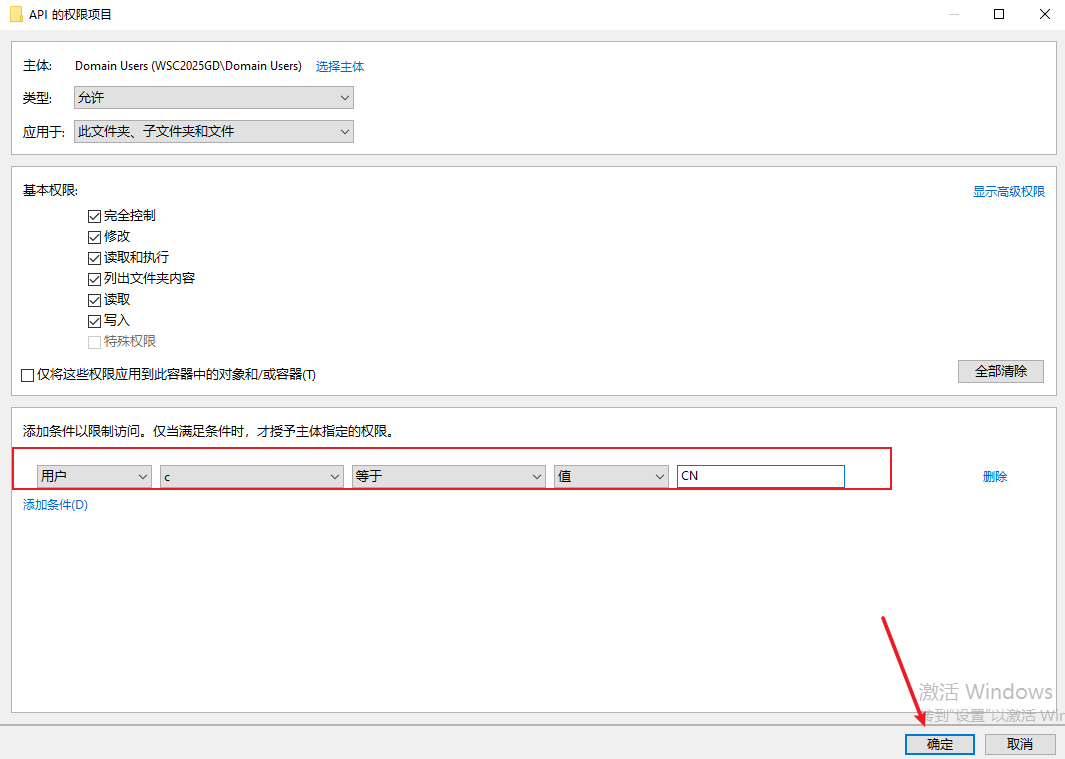 API 的权限项目
主体: Domain Users (WSC2025GD\Domain Users) 选择主体
类型: 允许
应用于: 此文件夹、子文件夹和文件
基本权限: 显示高级权限
完全控制
修改
读取和执行
列出文件夹内容
读取
写入
特殊权限
仅将这些权限应用到此容器中的对象和/或容器(T) 全部清除
添加条件以限制访问。仅当满足条件时，才授予主体指定的权限。
用户 c 等于 值 CN 删除
添加条件(D)
激活 Windows
转到"设置"以激活 Win
确定 取消